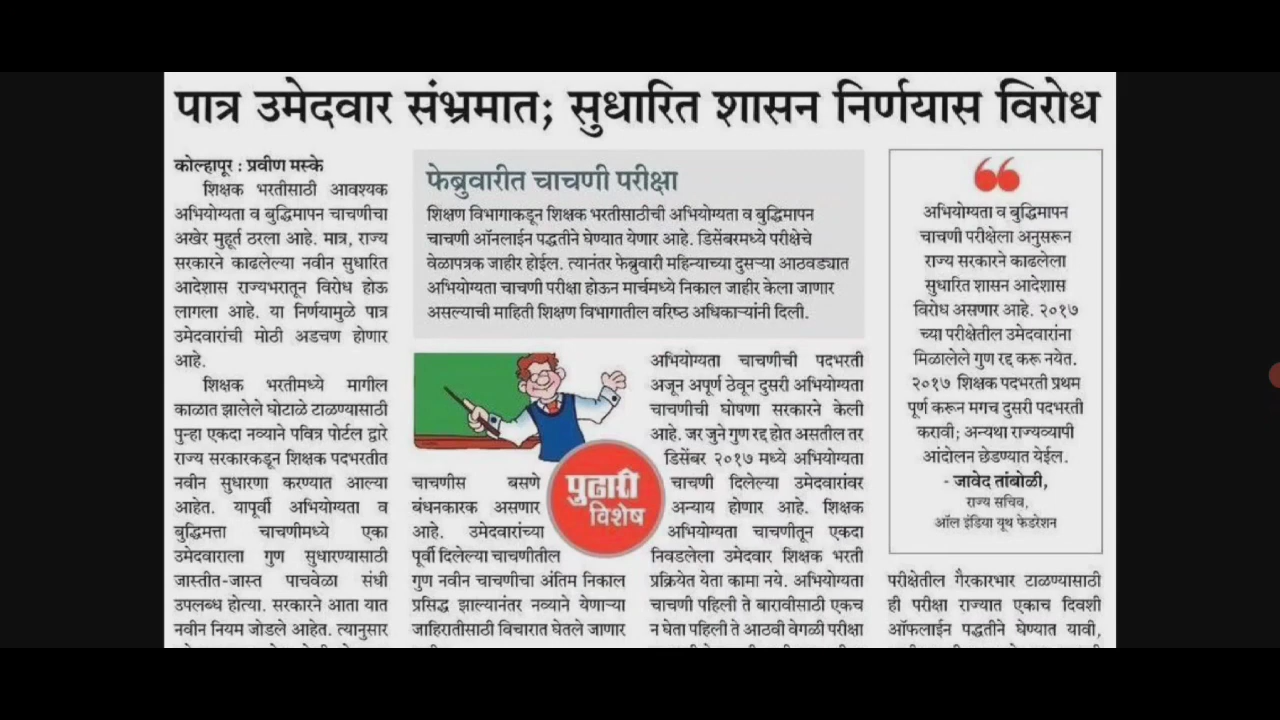 पात्र उमेदवार संभ्रमात; सुधारित शासन निर्णयास विरोध
कोल्हापूर : प्रवीण मस्के
शिक्षक भरतीसाठी आवश्यक
अभियोग्यता व बुद्धिमापन चाचणीचा
अखेर मुहूर्त ठरला आहे. मात्र, राज्य
सरकारने काढलेल्या नवीन सुधारित
आदेशास राज्यभरातून विरोध होऊ
लागला आहे. या निर्णयामुळे पात्र
उमेदवारांची मोठी अडचण होणार
आहे.
शिक्षक भरतीमध्ये मागील
काळात झालेले घोटाळे टाळण्यासाठी
पुन्हा एकदा नव्याने पवित्र पोर्टल द्वारे
राज्य सरकारकडून शिक्षक पदभरतीत
नवीन सुधारणा करण्यात आल्या
आहेत. यापूर्वी अभियोग्यता व
बुद्धिमत्ता चाचणीमध्ये एका
उमेदवाराला गुण सुधारण्यासाठी
जास्तीत-जास्त पाचवेळा संधी
उपलब्ध होत्या. सरकारने आता यात
नवीन नियम जोडले आहेत. त्यानुसार
फेब्रुवारीत चाचणी परीक्षा
शिक्षण विभागाकडून शिक्षक भरतीसाठीची अभियोग्यता व बुद्धिमापन
चाचणी ऑनलाईन पद्धतीने घेण्यात येणार आहे. डिसेंबरमध्ये परीक्षेचे
वेळापत्रक जाहीर होईल. त्यानंतर फेब्रुवारी महिन्याच्या दुसऱ्या आठवड्यात
अभियोग्यता चाचणी परीक्षा होऊन मार्चमध्ये निकाल जाहीर केला जाणार
असल्याची माहिती शिक्षण विभागातील वरिष्ठ अधिकाऱ्यांनी दिली.
चाचणीस बसणे
बंधनकारक असणार
आहे. उमेदवारांच्या
पूर्वी दिलेल्या चाचणीतील
गुण नवीन चाचणीचा अंतिम निकाल
प्रसिद्ध झाल्यानंतर नव्याने येणाऱ्या
जाहिरातीसाठी विचारात घेतले जाणार
पुढारी
विशेष
अभियोग्यता चाचणीची पदभरती
अजून अपूर्ण ठेवून दुसरी अभियोग्यता
चाचणीची घोषणा सरकारने केली
आहे. जर जुने गुण रद्द होत असतील तर
डिसेंबर २०१७ मध्ये अभियोग्यता
चाचणी दिलेल्या उमेदवारांवर
अन्याय होणार आहे. शिक्षक
अभियोग्यता चाचणीतून एकदा
निवडलेला उमेदवार शिक्षक भरती
प्रक्रियेत येता कामा नये. अभियोग्यता
चाचणी पहिली ते बारावीसाठी एकच
न घेता पहिली ते आठवी वेगळी परीक्षा
अभियोग्यता व बुद्धिमापन
चाचणी परीक्षेला अनुसरून
राज्य सरकारने काढलेला
सुधारित शासन आदेशास
विरोध असणार आहे. २०१७
च्या परीक्षेतील उमेदवारांना
मिळालेले गुण रद्द करू नयेत.
२०१७ शिक्षक पदभरती प्रथम
पूर्ण करून मगच दुसरी पदभरती
करावी; अन्यथा राज्यव्यापी
आंदोलन छेडण्यात येईल.
- जावेद तांबोळी,
राज्य सचिव,
ऑल इंडिया यूथ फेडरेशन
परीक्षेतील गैरकारभार टाळण्यासाठी
ही परीक्षा राज्यात एकाच दिवशी
ऑफलाईन पद्धतीने घेण्यात यावी,